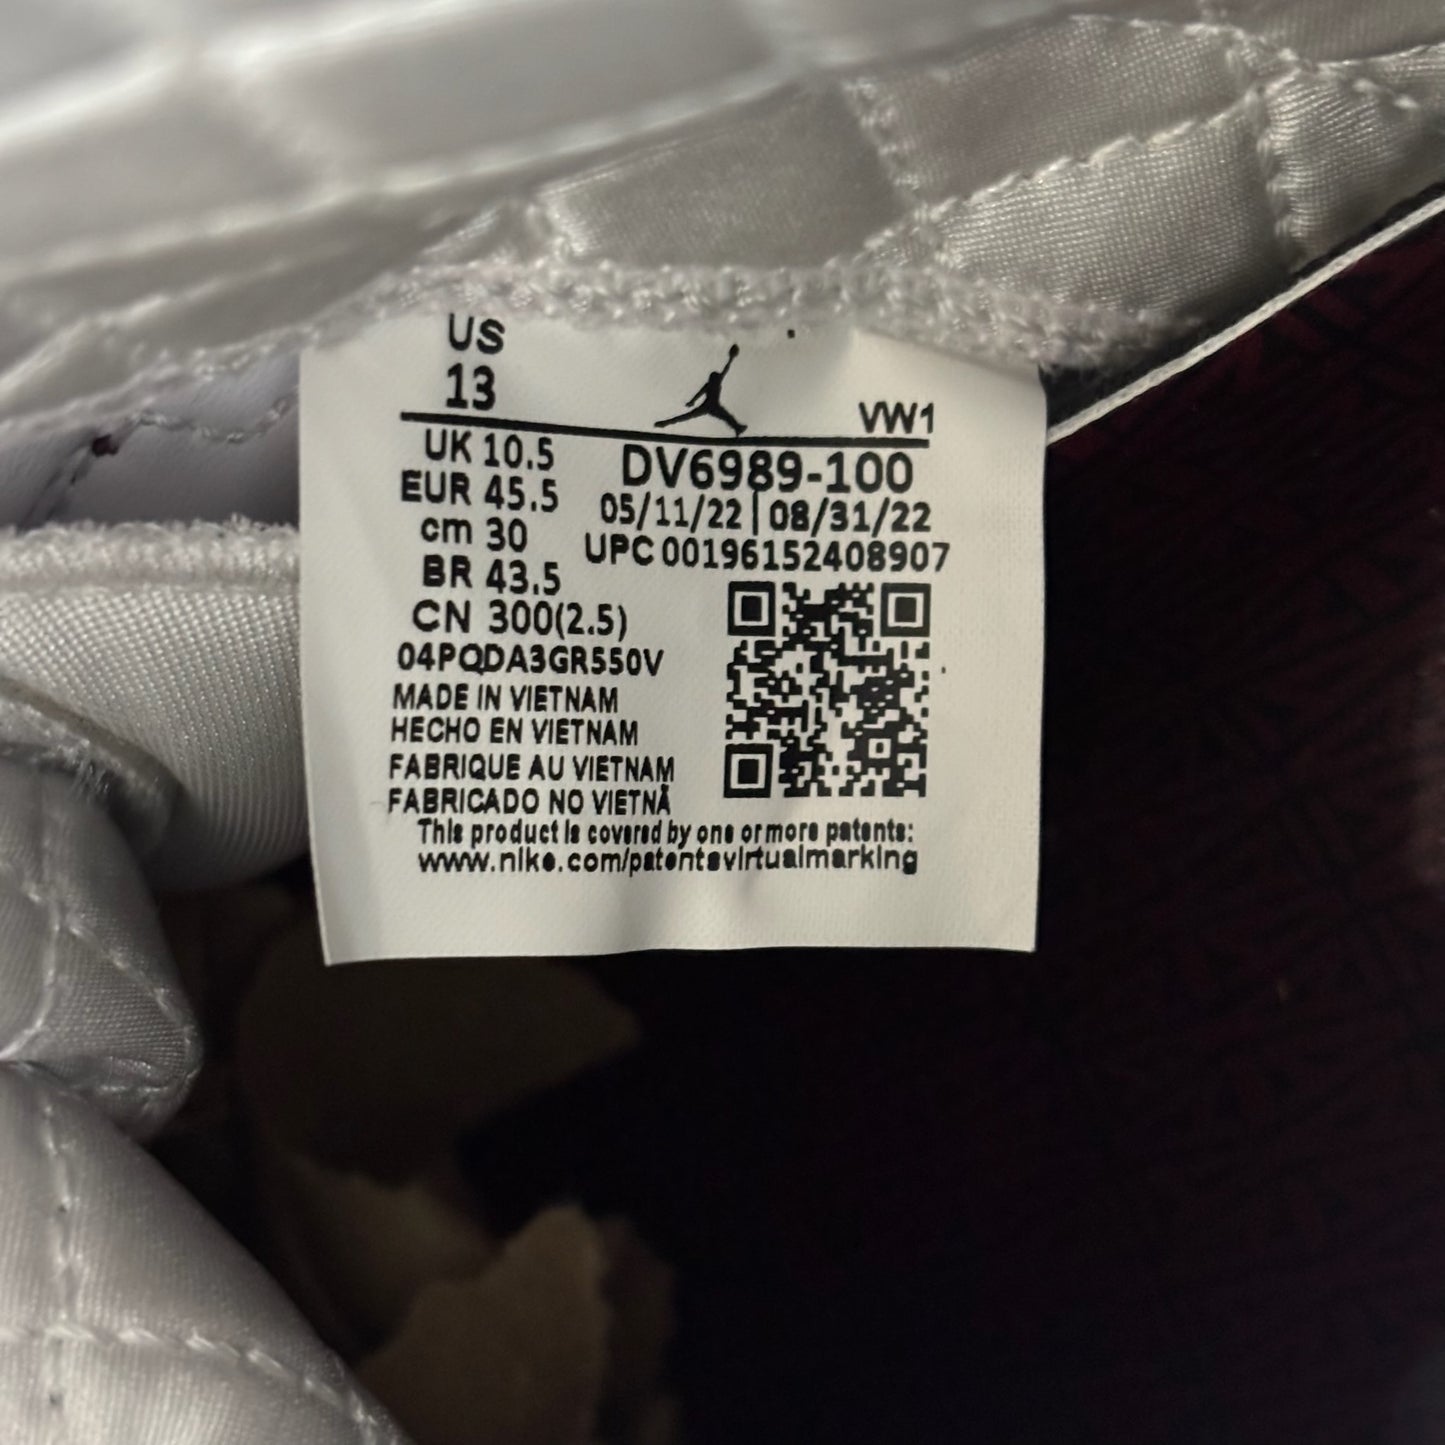 US
13
VW1
UK 10.5
DV6989-100
EUR 45.5
05/11/22 | 08/31/22
cm 30
UPC 00196152408907
BR 43.5
CN 300(2.5)
04PQDA3GR550V
MADE IN VIETNAM
HECHO EN VIETNAM
FABRIQUE AU VIETNAM
FABRICADO NO VIETNÃ
This product is covered by one or more patents:
www.nike.com/patentsvirtualmarking